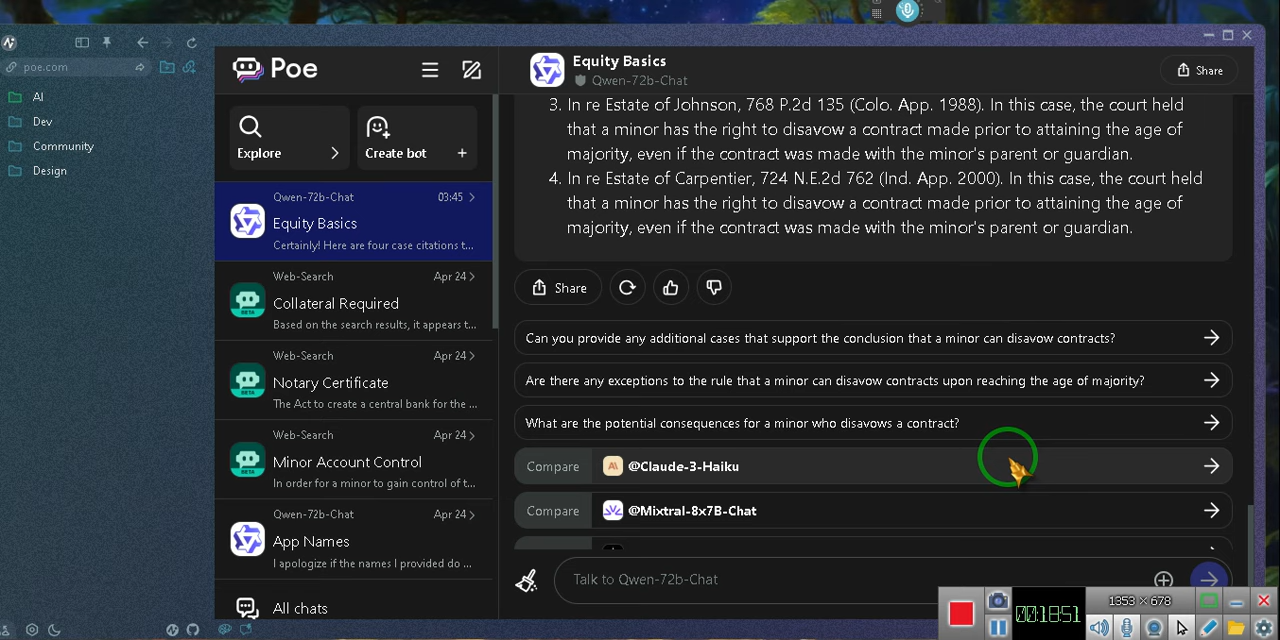 poe.com
AI
Dev
Community
Design
Poe
Explore
Create bot
Qwen-72b-Chat 03:45
Equity Basics
Certainly! Here are four case citations t...
Web-Search Apr 24
Collateral Required
Based on the search results, it appears t...
Web-Search Apr 24
Notary Certificate
The Act to create a central bank for the ...
Web-Search Apr 24
Minor Account Control
In order for a minor to gain control of t...
Qwen-72b-Chat Apr 24
App Names
I apologize if the names I provided do ...
All chats
Equity Basics
Qwen-72b-Chat
Share
3. In re Estate of Johnson, 768 P.2d 135 (Colo. App. 1988). In this case, the court held
that a minor has the right to disavow a contract made prior to attaining the age of
majority, even if the contract was made with the minor's parent or guardian.
4. In re Estate of Carpentier, 724 N.E.2d 762 (Ind. App. 2000). In this case, the court held
that a minor has the right to disavow a contract made prior to attaining the age of
majority, even if the contract was made with the minor's parent or guardian.
Share
Can you provide any additional cases that support the conclusion that a minor can disavow contracts?
Are there any exceptions to the rule that a minor can disavow contracts upon reaching the age of majority?
What are the potential consequences for a minor who disavows a contract?
Compare @Claude-3-Haiku
Compare @Mixtral-8x7B-Chat
Talk to Qwen-72b-Chat
00:18:51
1353 × 678